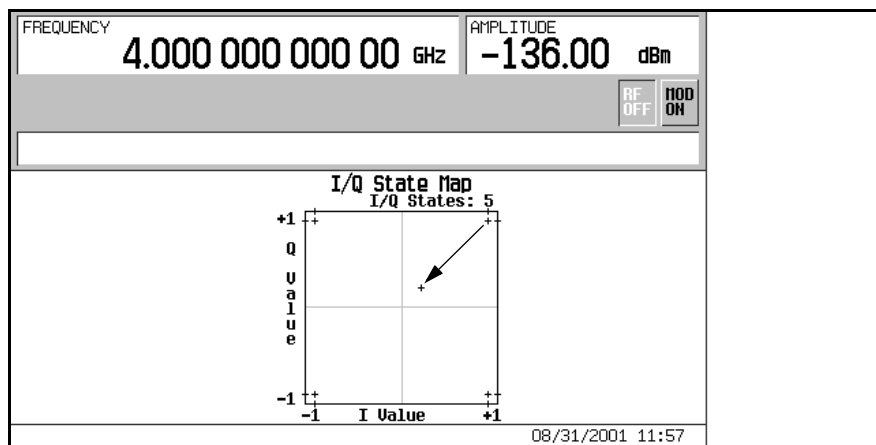 FREQUENCY
4.000 000 000 00 GHz
AMPLITUDE
-136.00 dBm
RF
OFF
MOD
ON
I/Q State Map
I/Q States: 5
+1
Q Value
-1
-1 I Value +1
08/31/2001 11:57